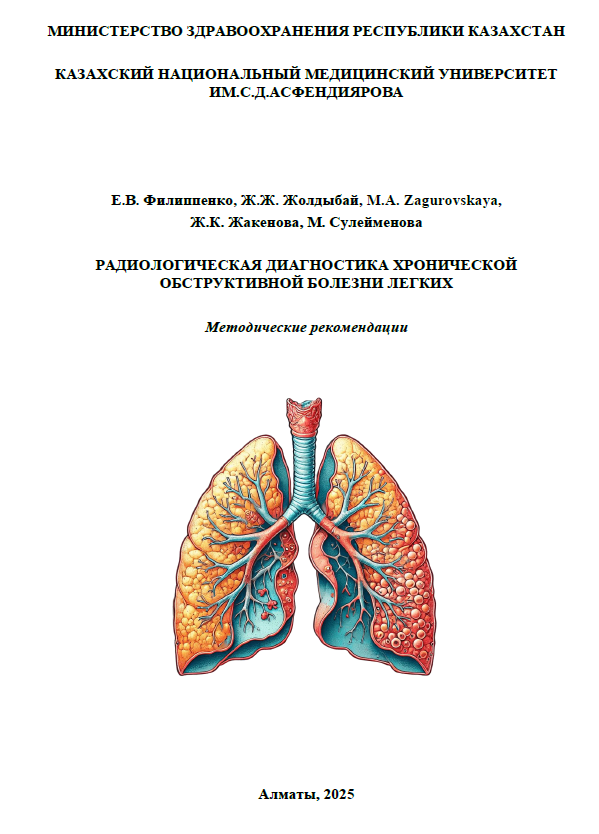 МИНИСТЕРСТВО ЗДРАВООХРАНЕНИЯ РЕСПУБЛИКИ КАЗАХСТАН
КАЗАХСКИЙ НАЦИОНАЛЬНЫЙ МЕДИЦИНСКИЙ УНИВЕРСИТЕТ
ИМ.С.Д.АСФЕНДИЯРОВА
Е.В. Филиппенко, Ж.Ж. Жолдыбай, M.A. Zagurovskaya,
Ж.К. Жакенова, М. Сулейменова
РАДИОЛОГИЧЕСКАЯ ДИАГНОСТИКА ХРОНИЧЕСКОЙ
ОБСТРУКТИВНОЙ БОЛЕЗНИ ЛЕГКИХ
Методические рекомендации
Алматы, 2025